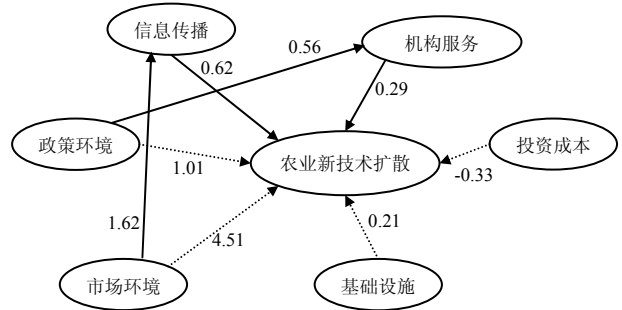 信息传播
0.56
机构服务
0.62
0.29
政策环境
农业新技术扩散
投资成本
1.01
-0.33
1.62
4.51
0.21
市场环境
基础设施